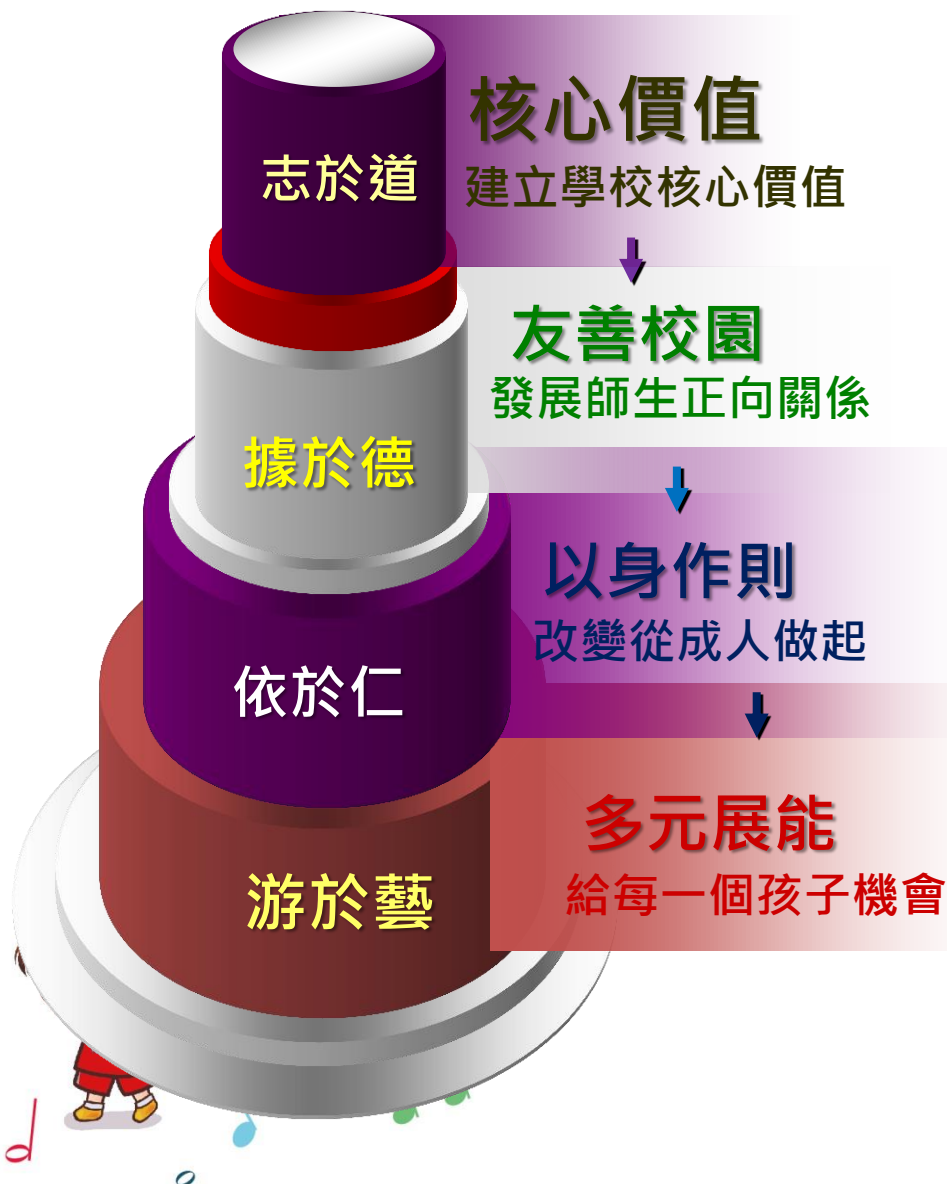 志於道
核心價值
建立學校核心價值
據於德
友善校園
發展師生正向關係
依於仁
以身作則
改變從成人做起
游於藝
多元展能
給每一個孩子機會